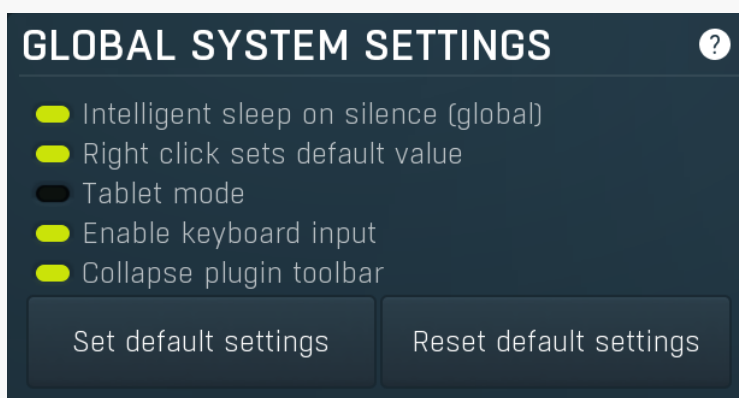 GLOBAL SYSTEM SETTINGS ?
Intelligent sleep on silence (global)
Right click sets default value
Tablet mode
Enable keyboard input
Collapse plugin toolbar
Set default settings Reset default settings